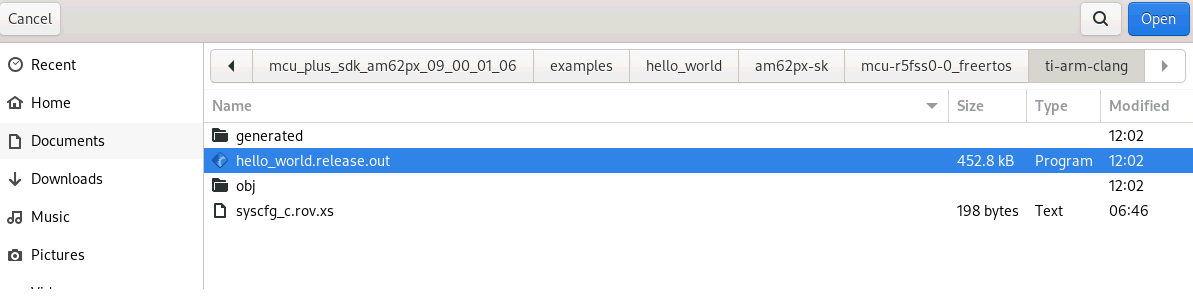 Cancel Open
Recent
Home
Documents
Downloads
Music
Pictures
mcu_plus_sdk_am62px_09_00_01_06 examples hello_world am62px-sk mcu-r5fss0-0_freertos ti-arm-clang
Name Size Type Modified
generated 12:02
hello_world.release.out 452.8 kB Program 12:02
obj 12:02
syscfg_c.rov.xs 198 bytes Text 06:46